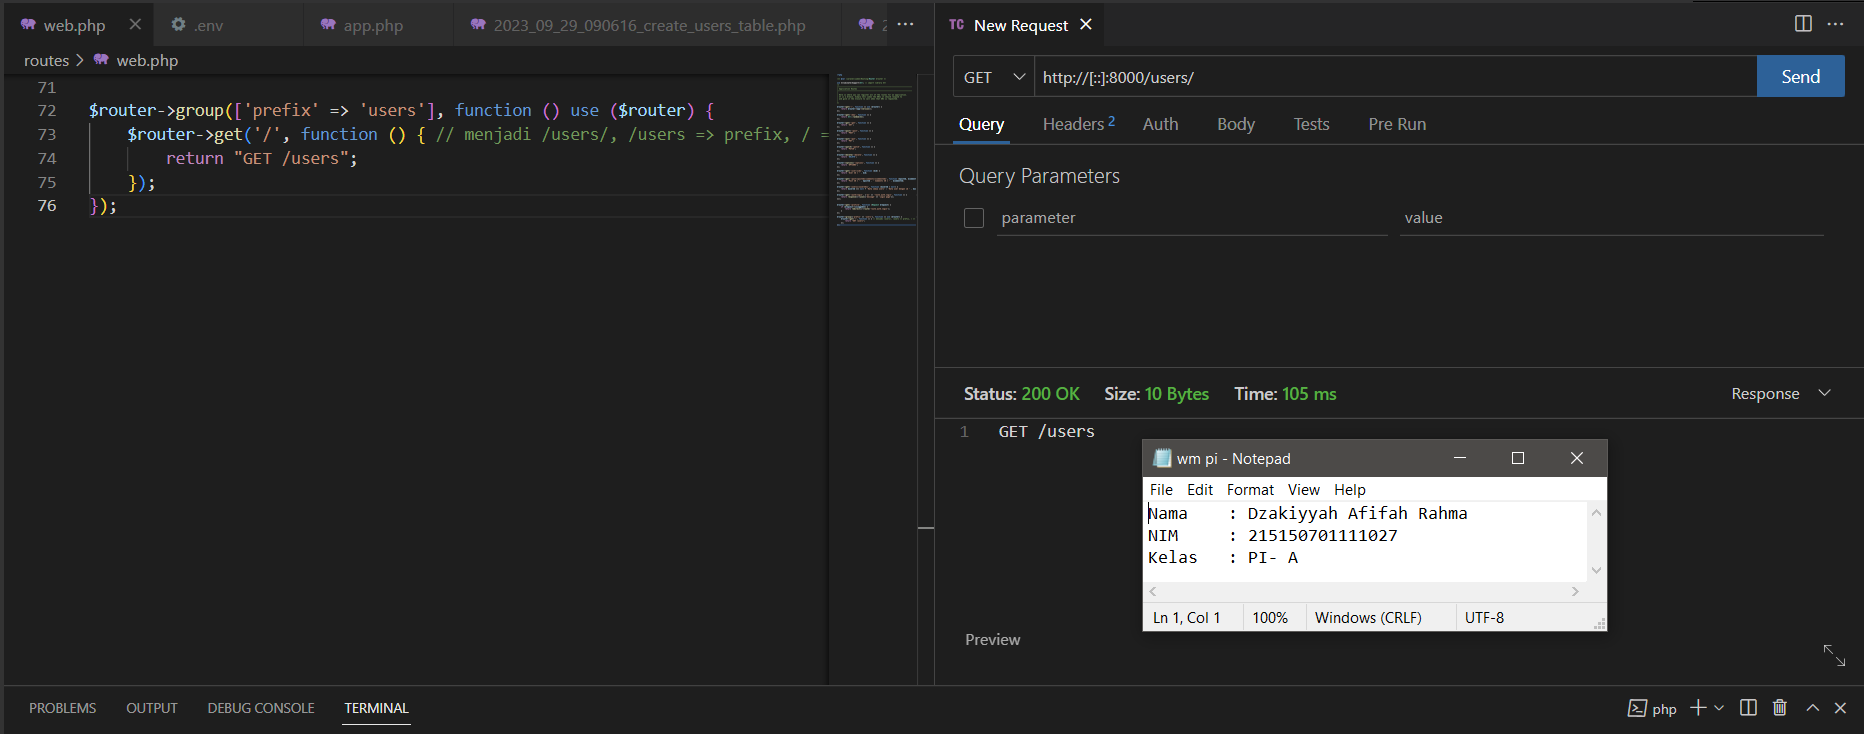 web.php
.env
app.php
2023_09_29_090616_create_users_table.php
routes > web.php
71
72 $router->group(['prefix' => 'users'], function () use ($router) {
73 $router->get('/', function () { // menjadi /users/, /users => prefix, / =
74 return "GET /users";
75 });
76 });
TC New Request
GET http://[::]:8000/users/ Send
Query Headers 2 Auth Body Tests Pre Run
Query Parameters
parameter value
Status: 200 OK Size: 10 Bytes Time: 105 ms Response
1 GET /users
wm pi - Notepad
File Edit Format View Help
Nama : Dzakiyyah Afifah Rahma
NIM : 215150701111027
Kelas : PI- A
Ln 1, Col 1 100% Windows (CRLF) UTF-8
Preview
PROBLEMS OUTPUT DEBUG CONSOLE TERMINAL
php